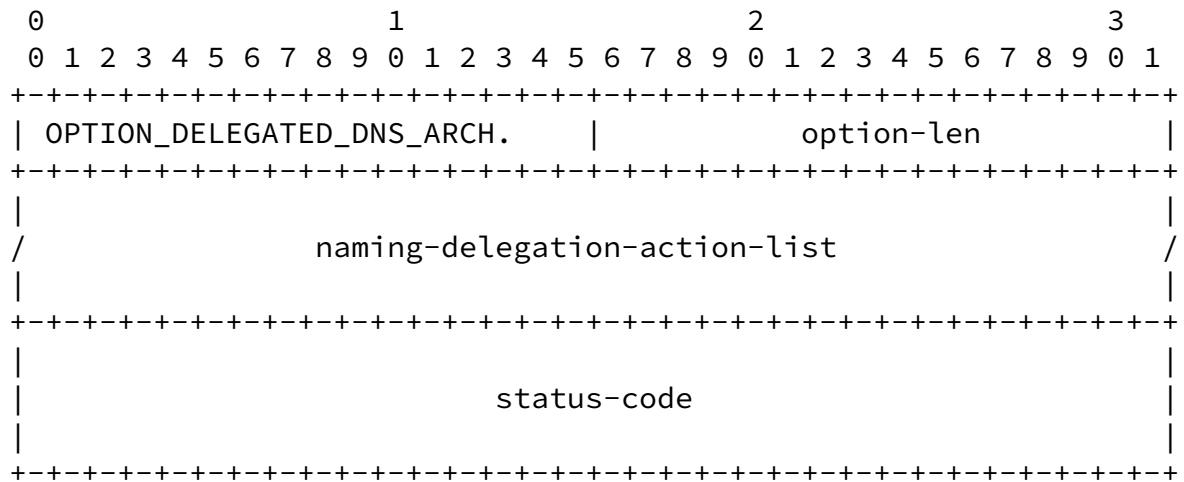 0                   1                   2                   3
 0 1 2 3 4 5 6 7 8 9 0 1 2 3 4 5 6 7 8 9 0 1 2 3 4 5 6 7 8 9 0 1
+-+-+-+-+-+-+-+-+-+-+-+-+-+-+-+-+-+-+-+-+-+-+-+-+-+-+-+-+-+-+-+-+
| OPTION_DELEGATED_DNS_ARCH.    |           option-len          |
+-+-+-+-+-+-+-+-+-+-+-+-+-+-+-+-+-+-+-+-+-+-+-+-+-+-+-+-+-+-+-+-+
|                                                               |
/                naming-delegation-action-list                  /
|                                                               |
+-+-+-+-+-+-+-+-+-+-+-+-+-+-+-+-+-+-+-+-+-+-+-+-+-+-+-+-+-+-+-+-+
|                                                               |
|                          status-code                          |
|                                                               |
+-+-+-+-+-+-+-+-+-+-+-+-+-+-+-+-+-+-+-+-+-+-+-+-+-+-+-+-+-+-+-+-+